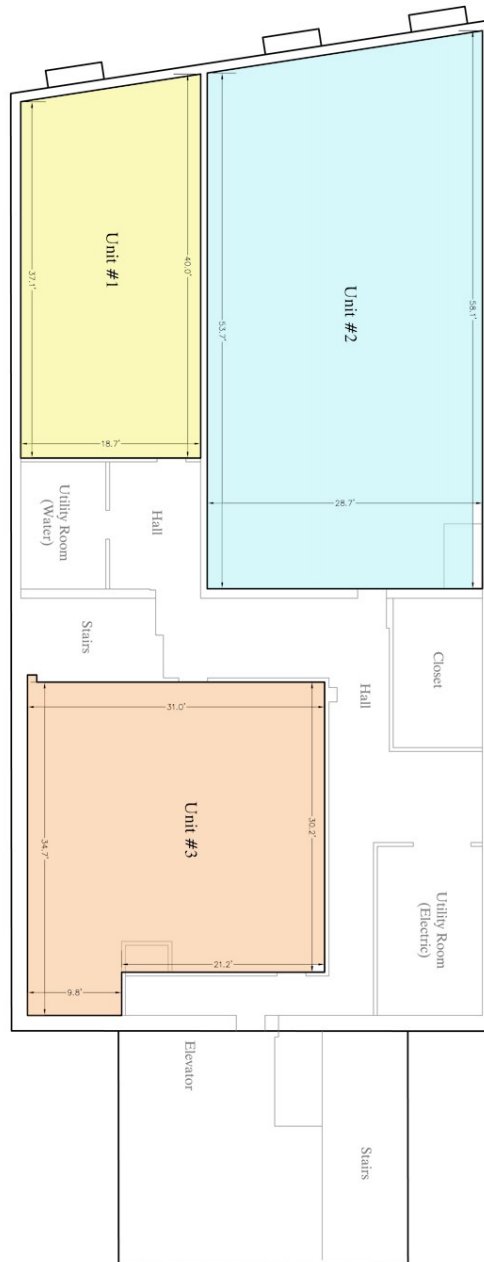 Unit #1
37.1'
40.0'
18.7'
Unit #2
53.7'
58.1'
28.7'
Utility Room
(Water)
Hall
Stairs
Closet
Hall
Unit #3
31.0'
30.2'
34.7'
21.2'
9.8'
Utility Room
(Electric)
Elevator
Stairs